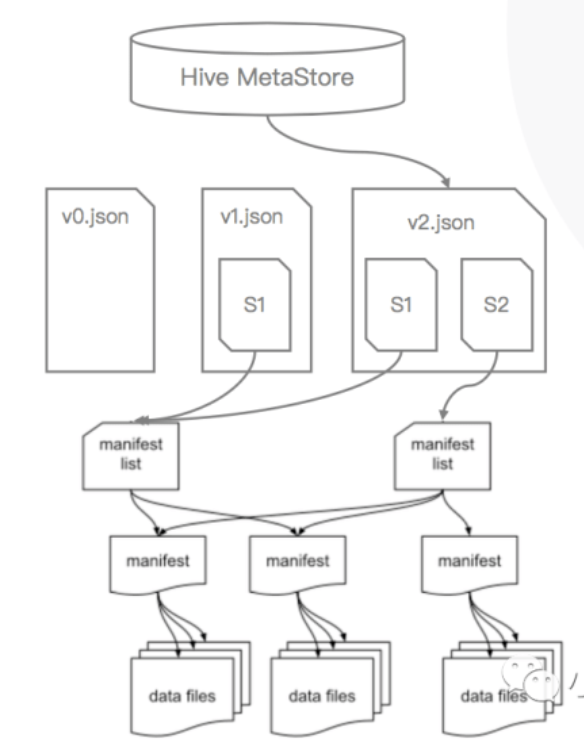 Hive MetaStore
v0.json
v1.json
v2.json
S1
S1
S2
manifest
list
manifest
list
manifest
manifest
manifest
data files
data files
data files